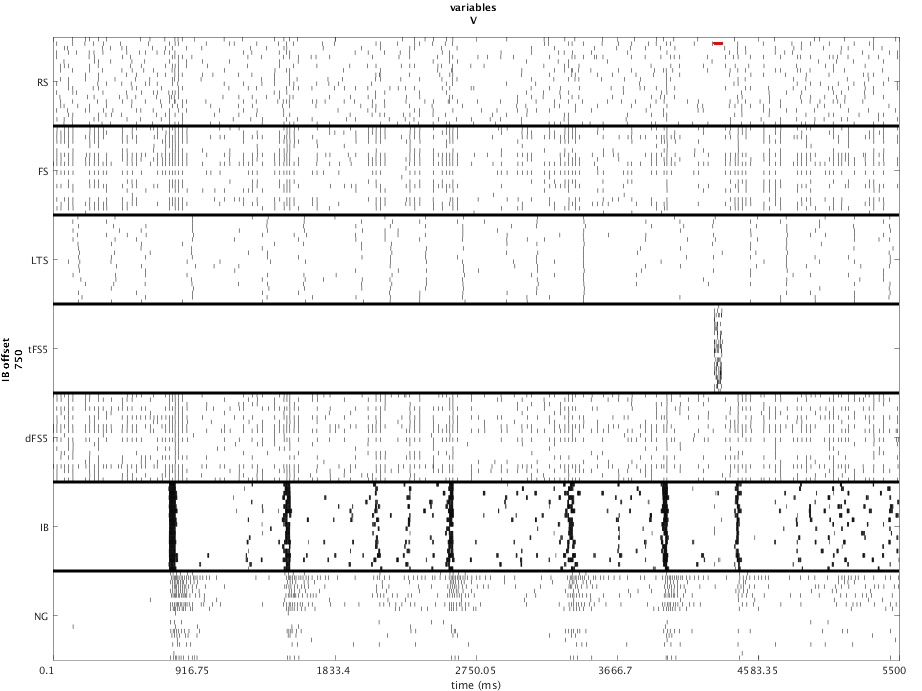 variables
V
RS
FS
LTS
tFS5
dFS5
IB
NG
IB offset
750
0.1
916.75
1833.4
2750.05
3666.7
4583.35
5500
time (ms)